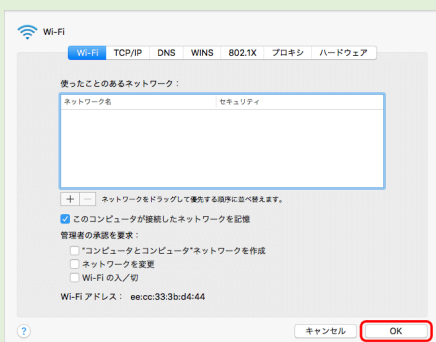 Wi-Fi
Wi-Fi TCP/IP DNS WINS 802.1X プロキシ ハードウェア
使ったことのあるネットワーク：
ネットワーク名 セキュリティ
+ − ネットワークをドラッグして優先する順序に並べ替えます。
このコンピュータが接続したネットワークを記憶
管理者の承認を要求：
"コンピュータとコンピュータ"ネットワークを作成
ネットワークを変更
Wi-Fi の入／切
Wi-Fi アドレス： ee:cc:33:3b:d4:44
? キャンセル OK